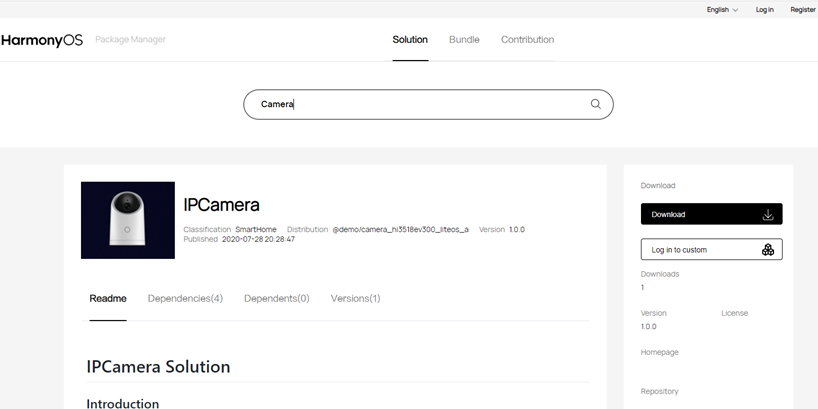 English Log in Register
HarmonyOS Package Manager Solution Bundle Contribution
Camera
IPCamera
Classification SmartHome Distribution @demo/camera_hi3518ev300_liteos_a Version 1.0.0
Published 2020-07-28 20:28:47
Readme Dependencies(4) Dependents(0) Versions(1)
IPCamera Solution
Introduction
Download
Download
Log in to custom
Downloads
1
Version License
1.0.0
Homepage
Repository